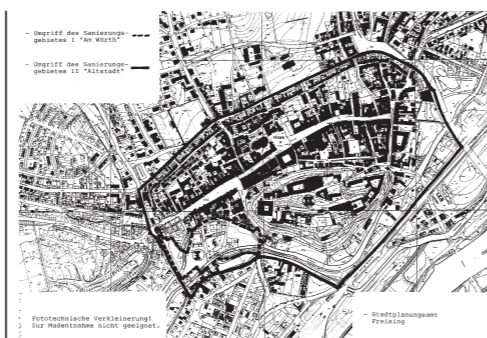 - Umgriff des Sanierungs-
gebietes I "Am Wörth"
- Umgriff des Sanierungs-
gebietes II "Altstadt"
Fototechnische Verkleinerung!
Zur Maßentnahme nicht geeignet.
- Stadtplanungsamt
Freising